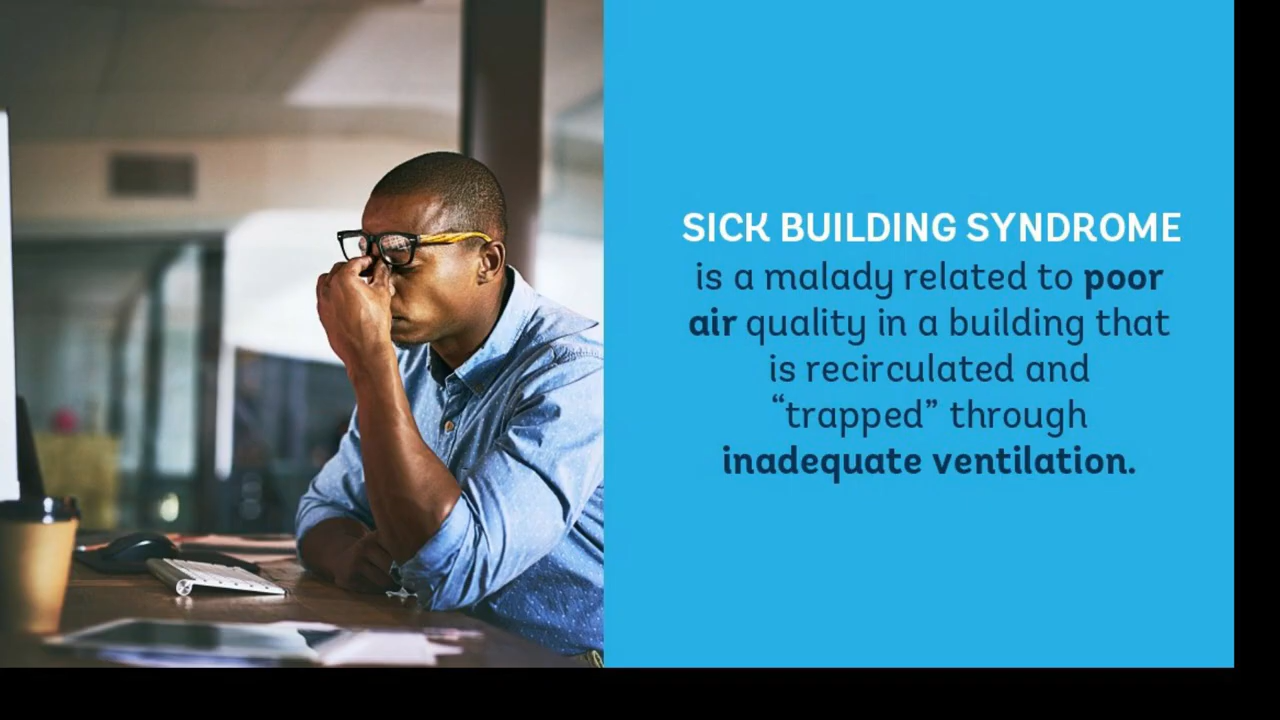 SICK BUILDING SYNDROME
is a malady related to poor
air quality in a building that
is recirculated and
“trapped” through
inadequate ventilation.